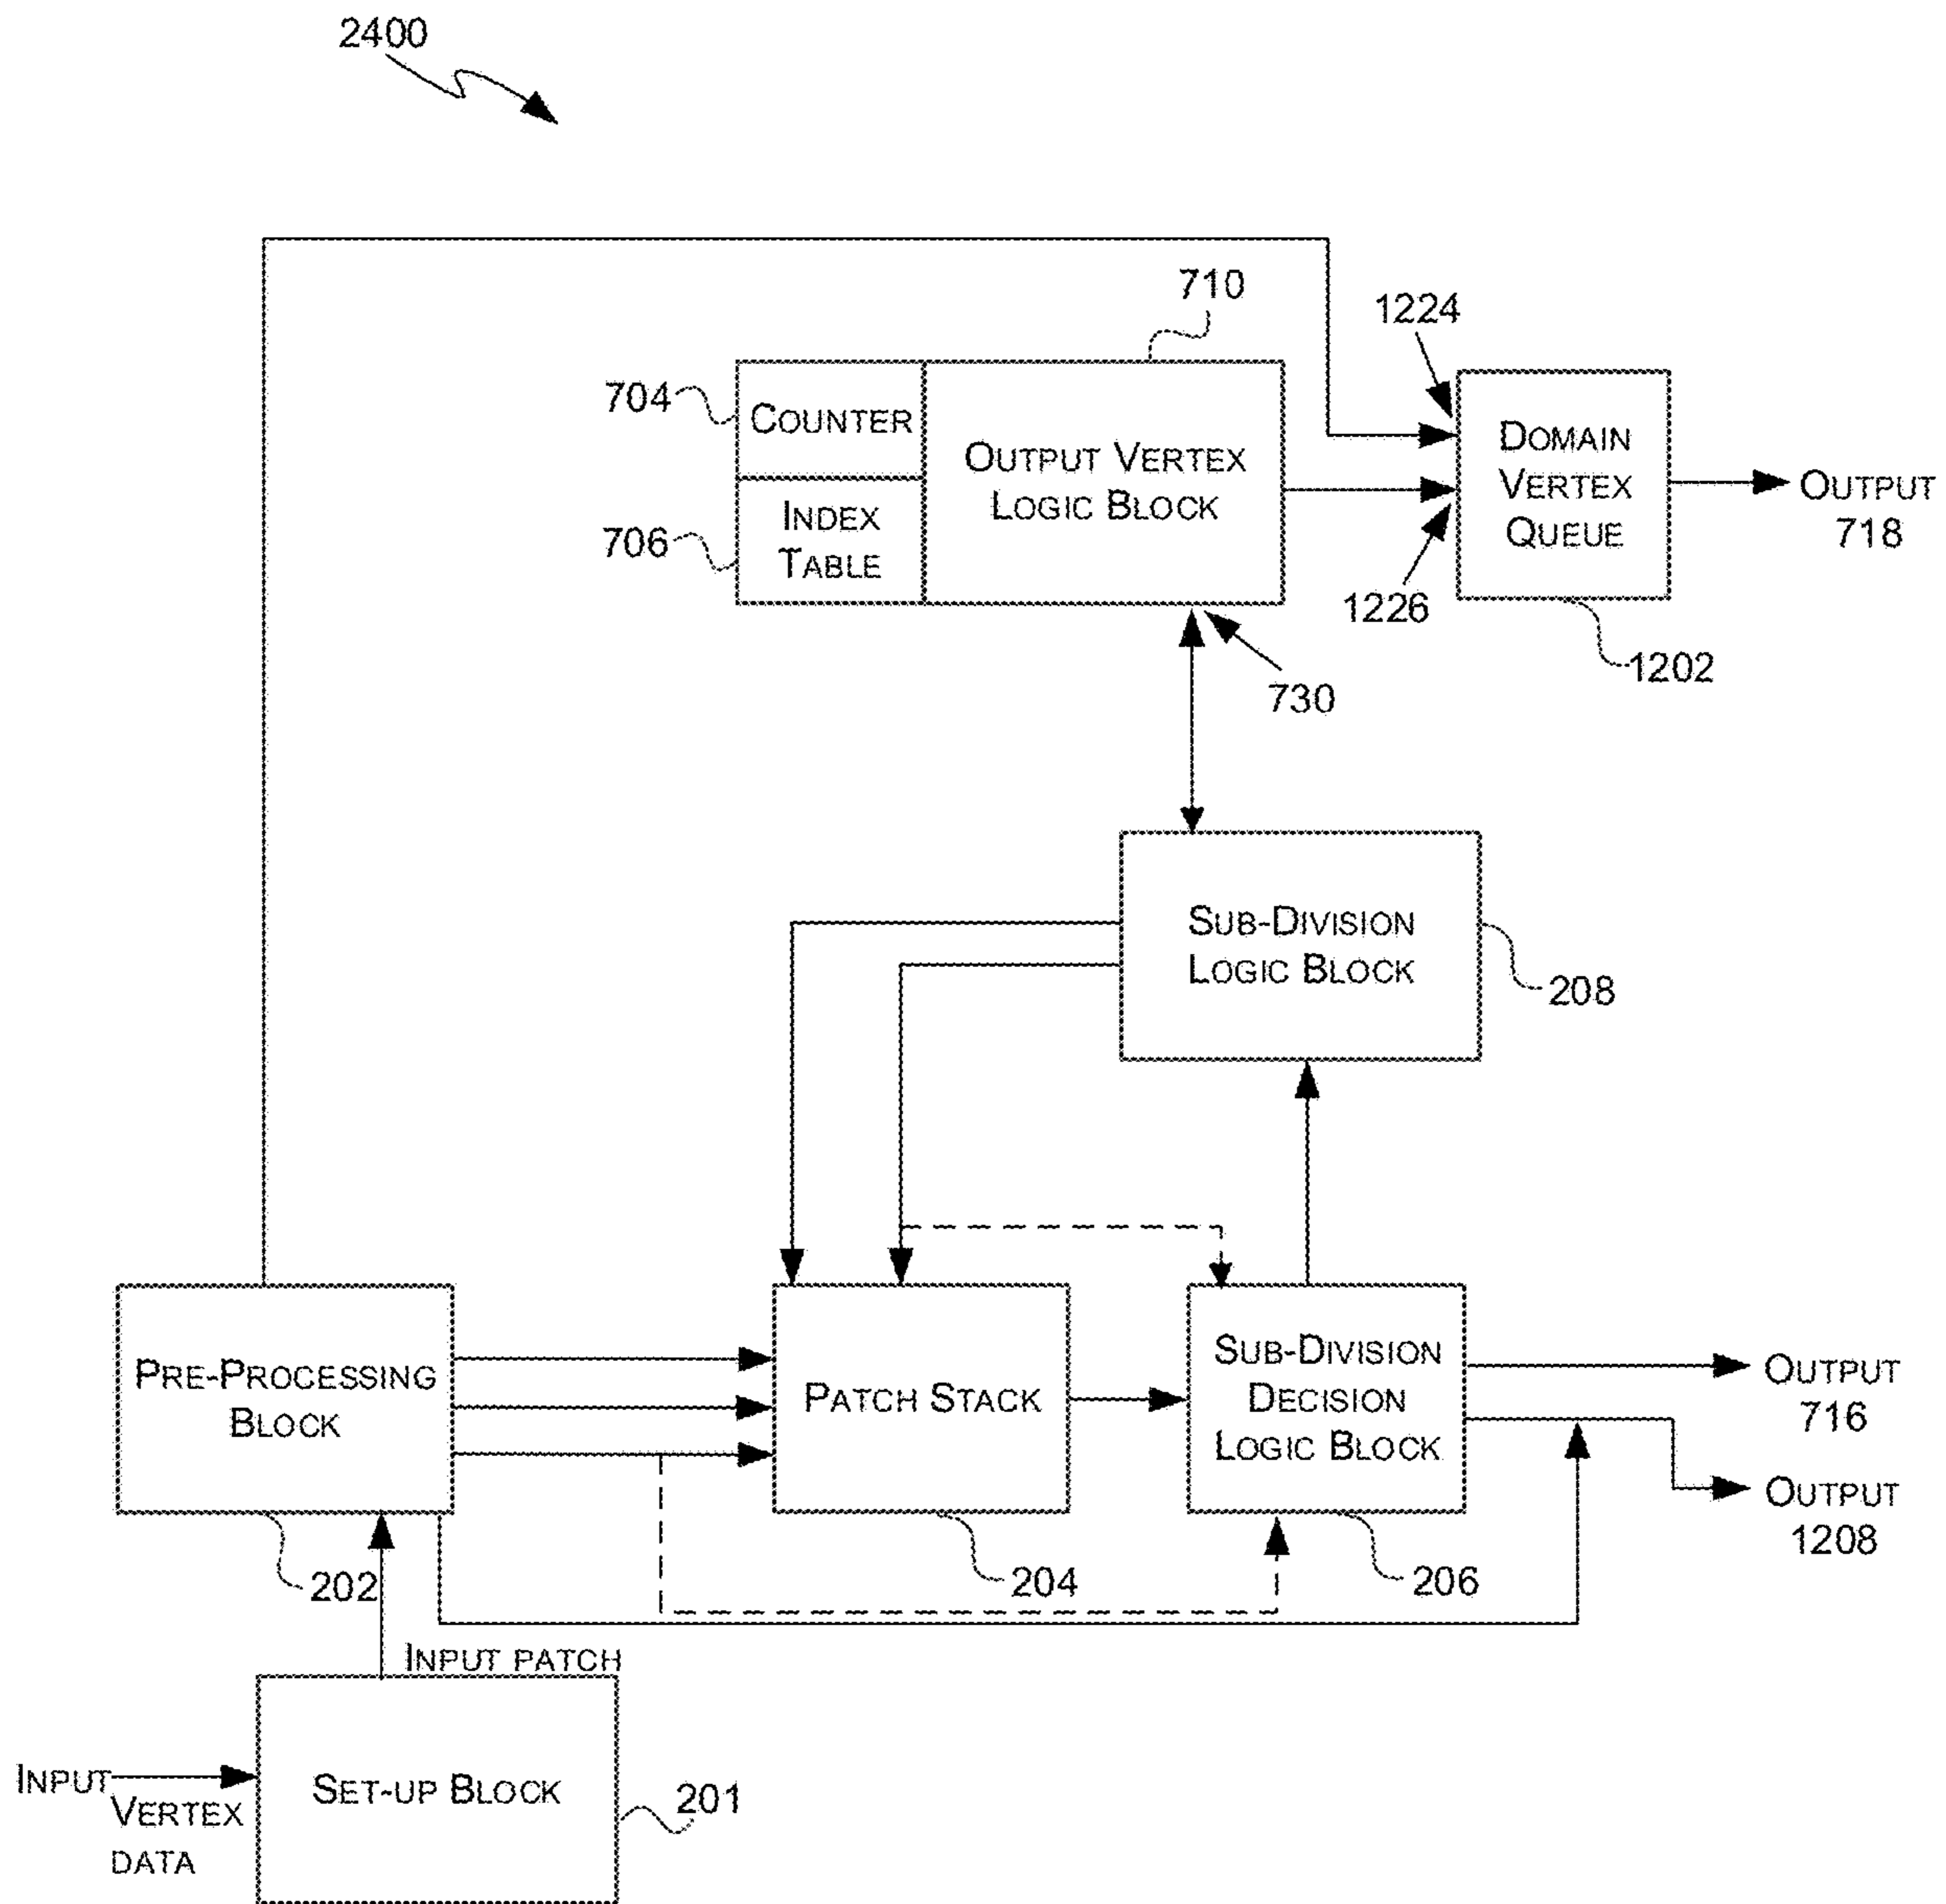 2400
710
1224
704
COUNTER
OUTPUT VERTEX
LOGIC BLOCK
DOMAIN
VERTEX
QUEUE
OUTPUT
718
706
INDEX
TABLE
1226
1202
730
SUB-DIVISION
LOGIC BLOCK
208
PRE-PROCESSING
BLOCK
PATCH STACK
SUB-DIVISION
DECISION
LOGIC BLOCK
OUTPUT
716
OUTPUT
1208
202
204
206
INPUT PATCH
SET-UP BLOCK
201
INPUT
VERTEX
DATA